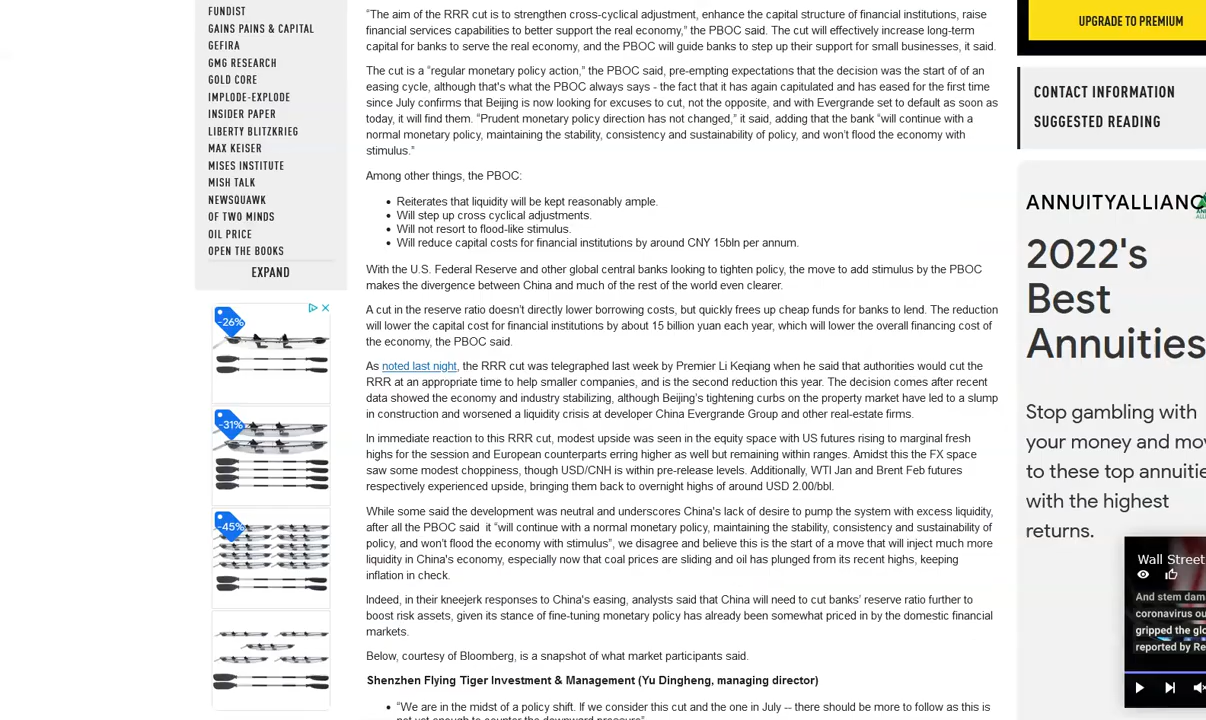 FUNDIST
GAINS PAINS & CAPITAL
GEFIRA
GMG RESEARCH
GOLD CORE
IMPLODE-EXPLODE
INSIDER PAPER
LIBERTY BLITZKRIEG
MAX KEISER
MISES INSTITUTE
MISH TALK
NEWSQUAWK
OF TWO MINDS
OIL PRICE
OPEN THE BOOKS
EXPAND
-26%
-31%
-45%
“The aim of the RRR cut is to strengthen cross-cyclical adjustment, enhance the capital structure of financial institutions, raise
financial services capabilities to better support the real economy,” the PBOC said. The cut will effectively increase long-term
capital for banks to serve the real economy, and the PBOC will guide banks to step up their support for small businesses, it said.
The cut is a “regular monetary policy action,” the PBOC said, pre-empting expectations that the decision was the start of of an
easing cycle, although that's what the PBOC always says - the fact that it has again capitulated and has eased for the first time
since July confirms that Beijing is now looking for excuses to cut, not the opposite, and with Evergrande set to default as soon as
today, it will find them. “Prudent monetary policy direction has not changed,” it said, adding that the bank “will continue with a
normal monetary policy, maintaining the stability, consistency and sustainability of policy, and won’t flood the economy with
stimulus.”
Among other things, the PBOC:
• Reiterates that liquidity will be kept reasonably ample.
• Will step up cross cyclical adjustments.
• Will not resort to flood-like stimulus.
• Will reduce capital costs for financial institutions by around CNY 15bln per annum.
With the U.S. Federal Reserve and other global central banks looking to tighten policy, the move to add stimulus by the PBOC
makes the divergence between China and much of the rest of the world even clearer.
A cut in the reserve ratio doesn’t directly lower borrowing costs, but quickly frees up cheap funds for banks to lend. The reduction
will lower the capital cost for financial institutions by about 15 billion yuan each year, which will lower the overall financing cost of
the economy, the PBOC said.
As noted last night, the RRR cut was telegraphed last week by Premier Li Keqiang when he said that authorities would cut the
RRR at an appropriate time to help smaller companies, and is the second reduction this year. The decision comes after recent
data showed the economy and industry stabilizing, although Beijing’s tightening curbs on the property market have led to a slump
in construction and worsened a liquidity crisis at developer China Evergrande Group and other real-estate firms.
In immediate reaction to this RRR cut, modest upside was seen in the equity space with US futures rising to marginal fresh
highs for the session and European counterparts erring higher as well but remaining within ranges. Amidst this the FX space
saw some modest choppiness, though USD/CNH is within pre-release levels. Additionally, WTI Jan and Brent Feb futures
respectively experienced upside, bringing them back to overnight highs of around USD 2.00/bbl.
While some said the development was neutral and underscores China's lack of desire to pump the system with excess liquidity,
after all the PBOC said it “will continue with a normal monetary policy, maintaining the stability, consistency and sustainability of
policy, and won’t flood the economy with stimulus”, we disagree and believe this is the start of a move that will inject much more
liquidity in China's economy, especially now that coal prices are sliding and oil has plunged from its recent highs, keeping
inflation in check.
Indeed, in their kneejerk responses to China's easing, analysts said that China will need to cut banks’ reserve ratio further to
boost risk assets, given its stance of fine-tuning monetary policy has already been somewhat priced in by the domestic financial
markets.
Below, courtesy of Bloomberg, is a snapshot of what market participants said.
Shenzhen Flying Tiger Investment & Management (Yu Dingheng, managing director)
• “We are in the midst of a policy shift. If we consider this cut and the one in July -- there should be more to follow as this is
not yet enough to counter the downward pressure”
UPGRADE TO PREMIUM
CONTACT INFORMATION
SUGGESTED READING
ANNUITYALLIANC
2022's
Best
Annuities
Stop gambling with
your money and mov
to these top annuitie
with the highest
returns.
Wall Street
And stem dam
coronavirus ou
gripped the glo
reported by Re